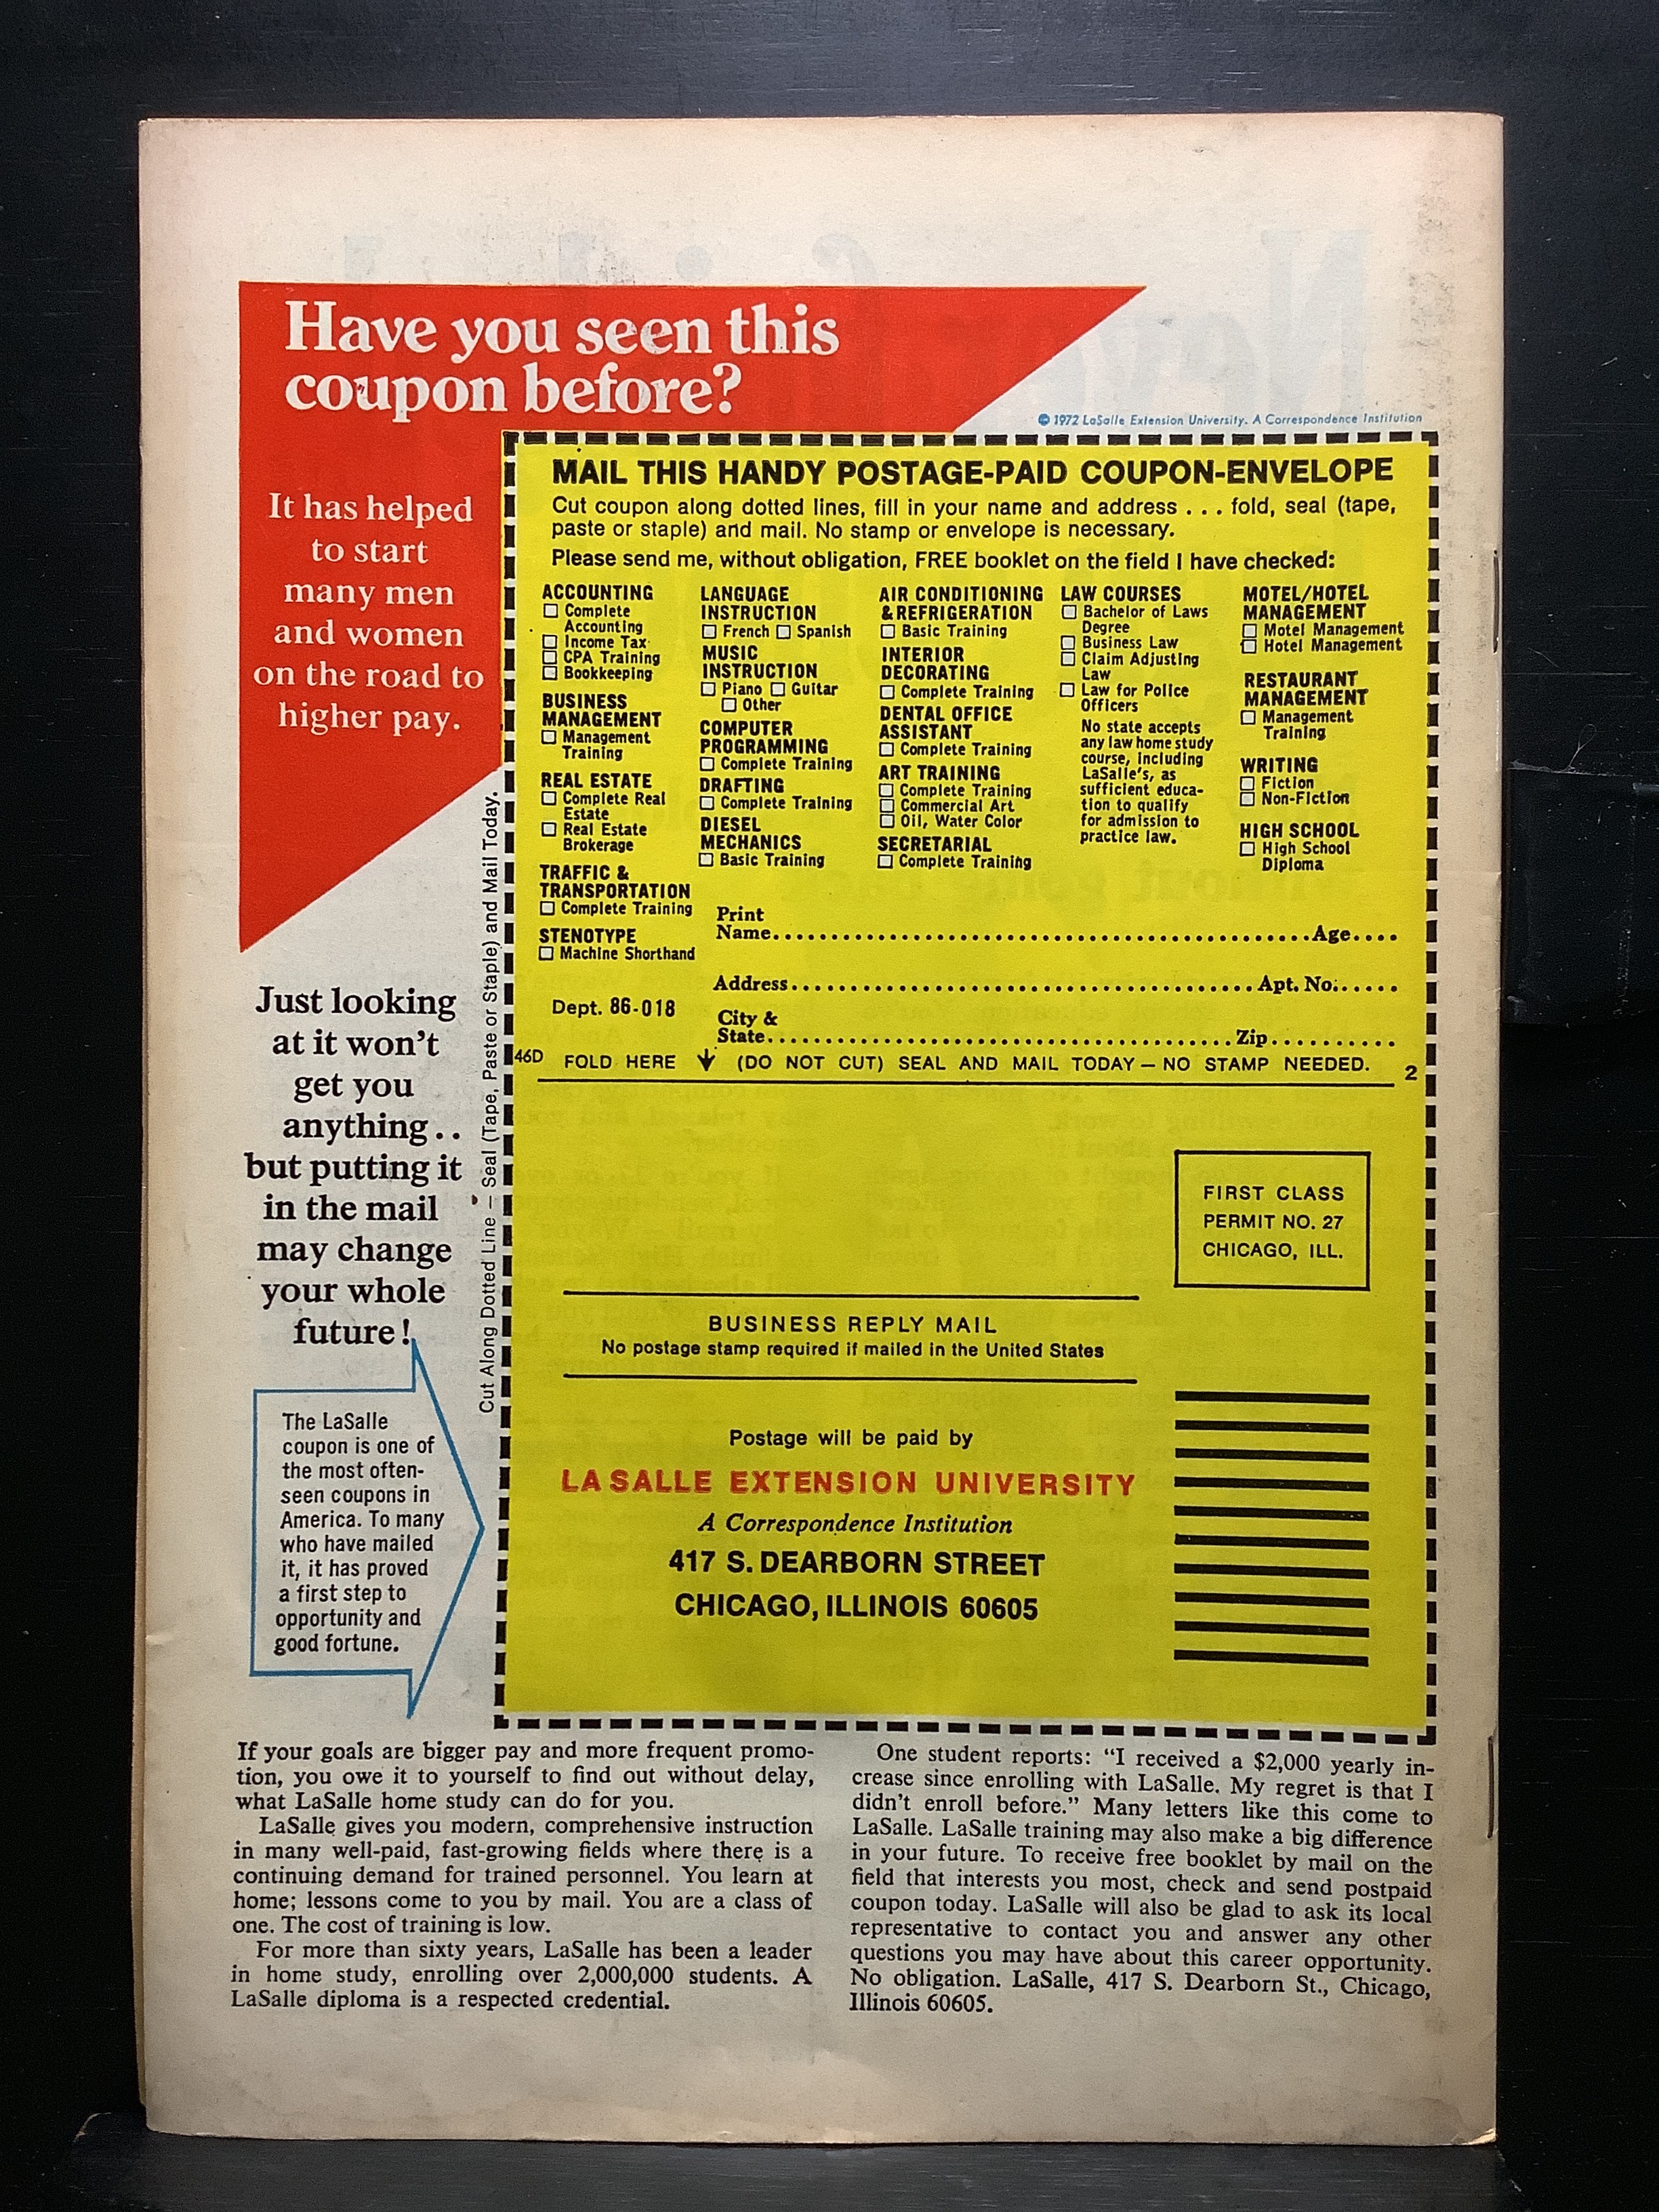 Have you seen this
coupon before?
© 1972 LaSalle Extension University. A Correspondence Institution
It has helped
to start
many men
and women
on the road to
higher pay.
Just looking
at it won't
get you
anything . .
but putting it
in the mail
may change
your whole
future!
The LaSalle
coupon is one of
the most often-
seen coupons in
America. To many
who have mailed
it, it has proved
a first step to
opportunity and
good fortune.
Cut Along Dotted Line – Seal (Tape, Paste or Staple) and Mail Today.
MAIL THIS HANDY POSTAGE-PAID COUPON-ENVELOPE
Cut coupon along dotted lines, fill in your name and address . . . fold, seal (tape,
paste or staple) and mail. No stamp or envelope is necessary.
Please send me, without obligation, FREE booklet on the field I have checked:
ACCOUNTING
☐ Complete
Accounting
☐ Income Tax
☐ CPA Training
☐ Bookkeeping
BUSINESS
MANAGEMENT
☐ Management
Training
REAL ESTATE
☐ Complete Real
Estate
☐ Real Estate
Brokerage
TRAFFIC &
TRANSPORTATION
☐ Complete Training
STENOTYPE
☐ Machine Shorthand
LANGUAGE
INSTRUCTION
☐ French ☐ Spanish
MUSIC
INSTRUCTION
☐ Piano ☐ Guitar
☐ Other
COMPUTER
PROGRAMMING
☐ Complete Training
DRAFTING
☐ Complete Training
DIESEL
MECHANICS
☐ Basic Training
AIR CONDITIONING
& REFRIGERATION
☐ Basic Training
INTERIOR
DECORATING
☐ Complete Training
DENTAL OFFICE
ASSISTANT
☐ Complete Training
ART TRAINING
☐ Complete Training
☐ Commercial Art
☐ Oil, Water Color
SECRETARIAL
☐ Complete Training
LAW COURSES
☐ Bachelor of Laws
Degree
☐ Business Law
☐ Claim Adjusting
Law
☐ Law for Police
Officers
No state accepts
any law home study
course, including
LaSalle's, as
sufficient educa-
tion to qualify
for admission to
practice law.
MOTEL/HOTEL
MANAGEMENT
☐ Motel Management
☐ Hotel Management
RESTAURANT
MANAGEMENT
☐ Management
Training
WRITING
☐ Fiction
☐ Non-Fiction
HIGH SCHOOL
☐ High School
Diploma
Print
Name..............................Age....
Address..............................Apt. No......
Dept. 86-018
City &
State..............................Zip..........
46D FOLD HERE ↓ (DO NOT CUT) SEAL AND MAIL TODAY — NO STAMP NEEDED. 2
FIRST CLASS
PERMIT NO. 27
CHICAGO, ILL.
BUSINESS REPLY MAIL
No postage stamp required if mailed in the United States
Postage will be paid by
LA SALLE EXTENSION UNIVERSITY
A Correspondence Institution
417 S. DEARBORN STREET
CHICAGO, ILLINOIS 60605
If your goals are bigger pay and more frequent promo-
tion, you owe it to yourself to find out without delay,
what LaSalle home study can do for you.
LaSalle gives you modern, comprehensive instruction
in many well-paid, fast-growing fields where there is a
continuing demand for trained personnel. You learn at
home; lessons come to you by mail. You are a class of
one. The cost of training is low.
For more than sixty years, LaSalle has been a leader
in home study, enrolling over 2,000,000 students. A
LaSalle diploma is a respected credential.
One student reports: "I received a $2,000 yearly in-
crease since enrolling with LaSalle. My regret is that I
didn't enroll before." Many letters like this come to
LaSalle. LaSalle training may also make a big difference
in your future. To receive free booklet by mail on the
field that interests you most, check and send postpaid
coupon today. LaSalle will also be glad to ask its local
representative to contact you and answer any other
questions you may have about this career opportunity.
No obligation. LaSalle, 417 S. Dearborn St., Chicago,
Illinois 60605.